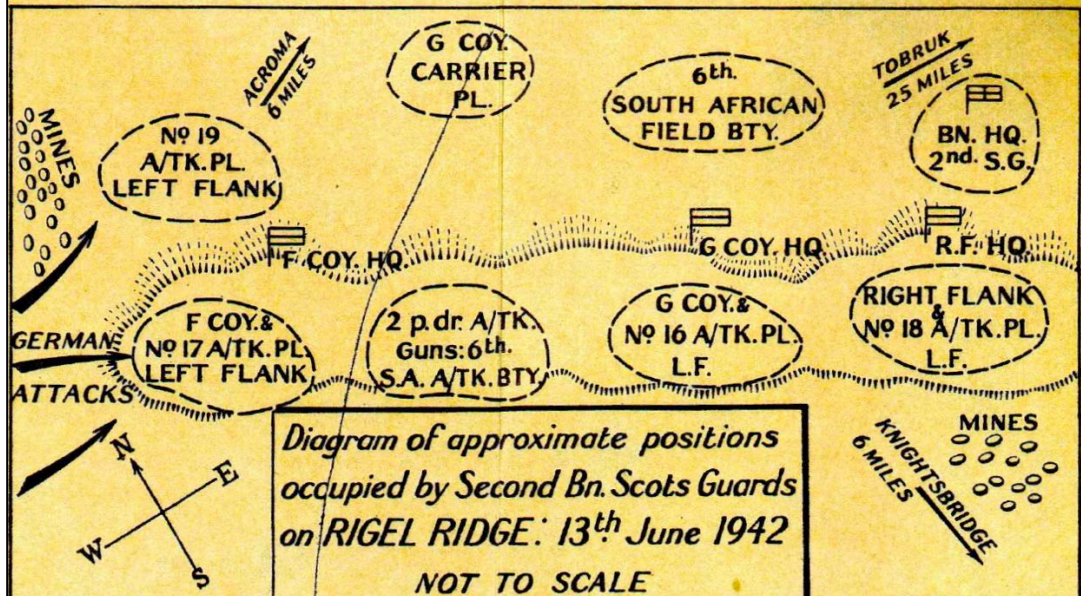 ACROMA
6 MILES
G COY.
CARRIER
PL.
6th.
SOUTH AFRICAN
FIELD BTY.
TOBRUK
25 MILES
BN. HQ.
2nd. S.G.
MINES
Nº 19
A/TK. PL.
LEFT FLANK
F COY. HQ.
G COY. HQ.
R.F. HQ.
GERMAN
ATTACKS
F COY. &
Nº 17 A/TK. PL.
LEFT FLANK
2 p.dr. A/TK.
Guns: 6th.
S.A. A/TK. BTY.
G COY. &
Nº 16 A/TK. PL.
L.F.
RIGHT FLANK
&
Nº 18 A/TK. PL.
L.F.
MINES
KNIGHTSBRIDGE
6 MILES
N
E
W
S
Diagram of approximate positions
occupied by Second Bn. Scots Guards
on RIGEL RIDGE: 13th. June 1942
NOT TO SCALE